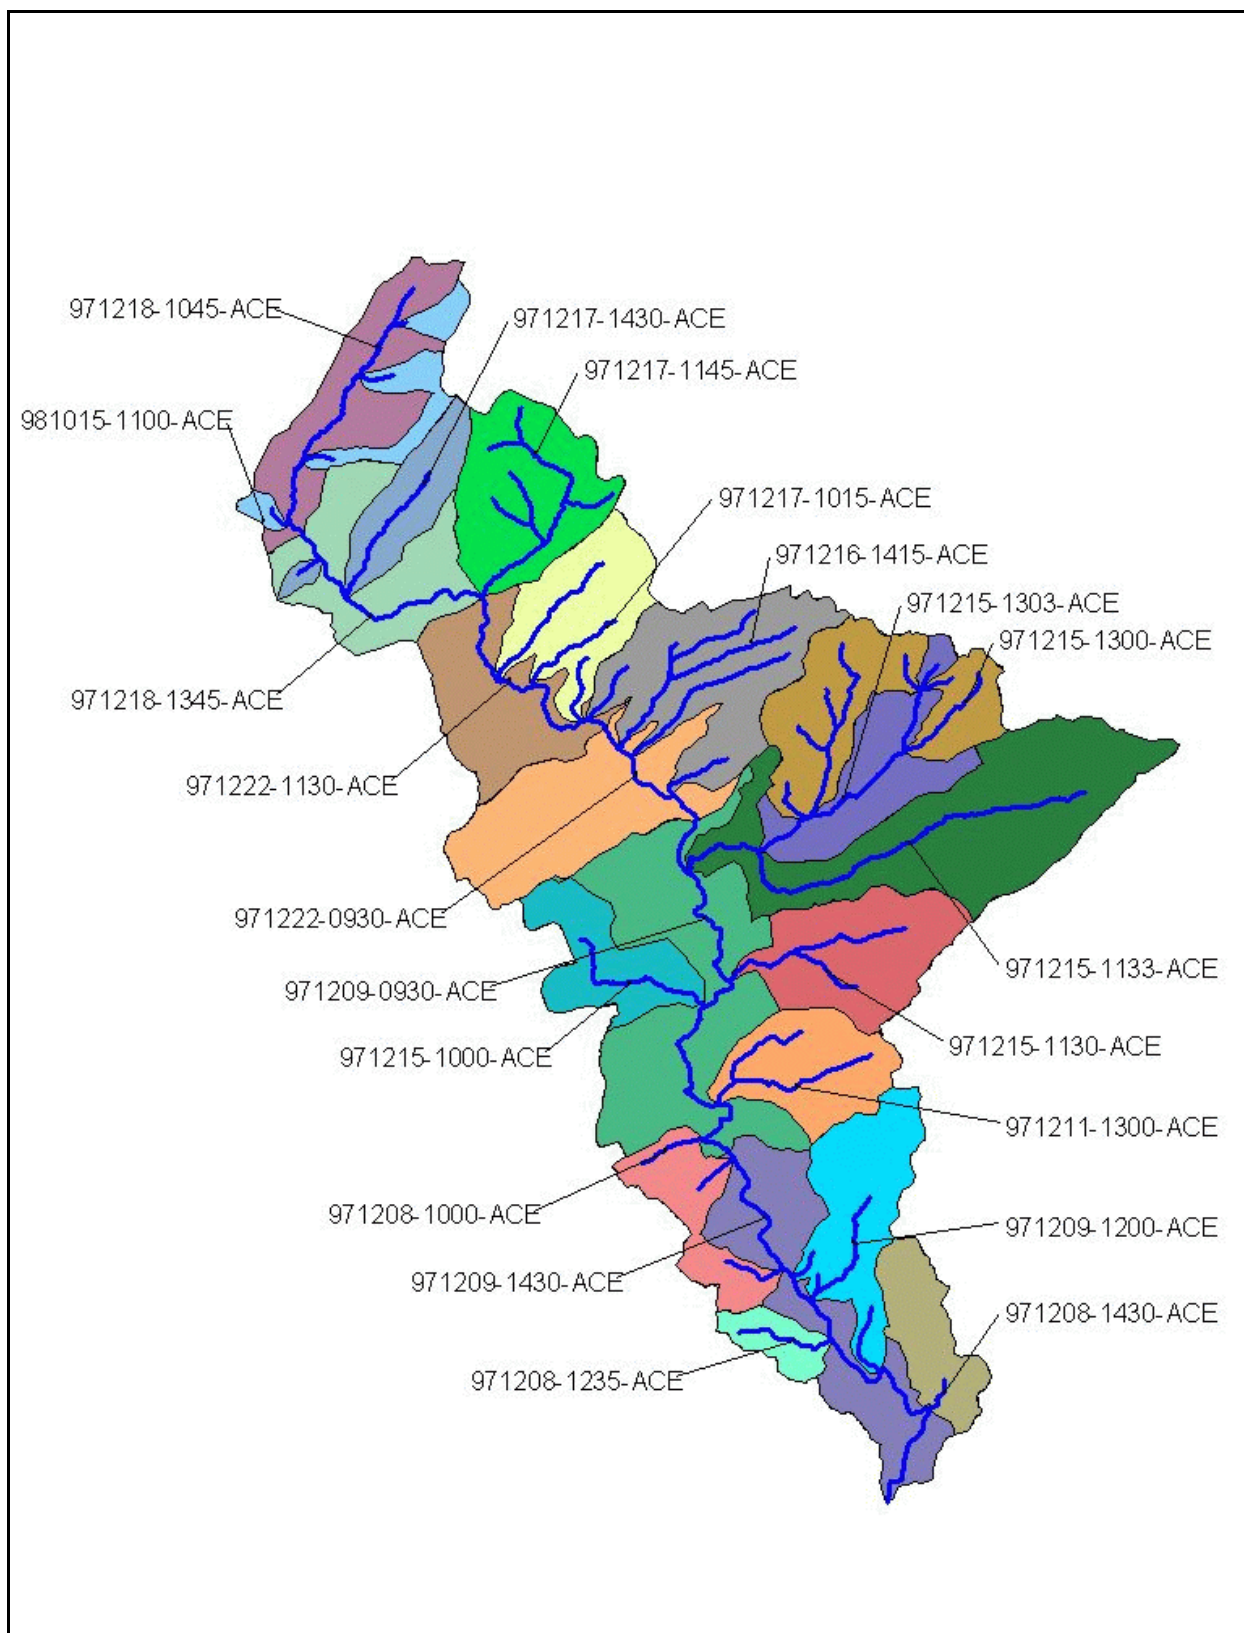 971218-1045-ACE
971217-1430-ACE
971217-1145-ACE
981015-1100-ACE
971217-1015-ACE
971216-1415-ACE
971215-1303-ACE
971215-1300-ACE
971218-1345-ACE
971222-1130-ACE
971222-0930-ACE
971215-1133-ACE
971209-0930-ACE
971215-1130-ACE
971215-1000-ACE
971211-1300-ACE
971208-1000-ACE
971209-1200-ACE
971209-1430-ACE
971208-1430-ACE
971208-1235-ACE